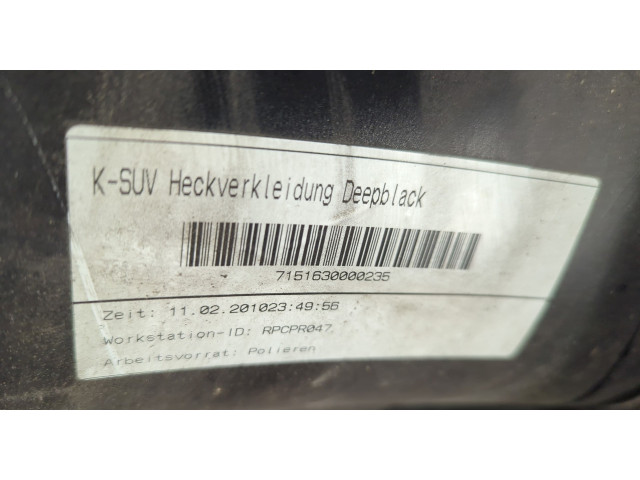 K-SUV Heckverkleidung Deepblack
7151630000235
Zeit: 11.02.201023:49:56
Workstation-ID: RPCPR047
Arbeitsvorrat: Polieren